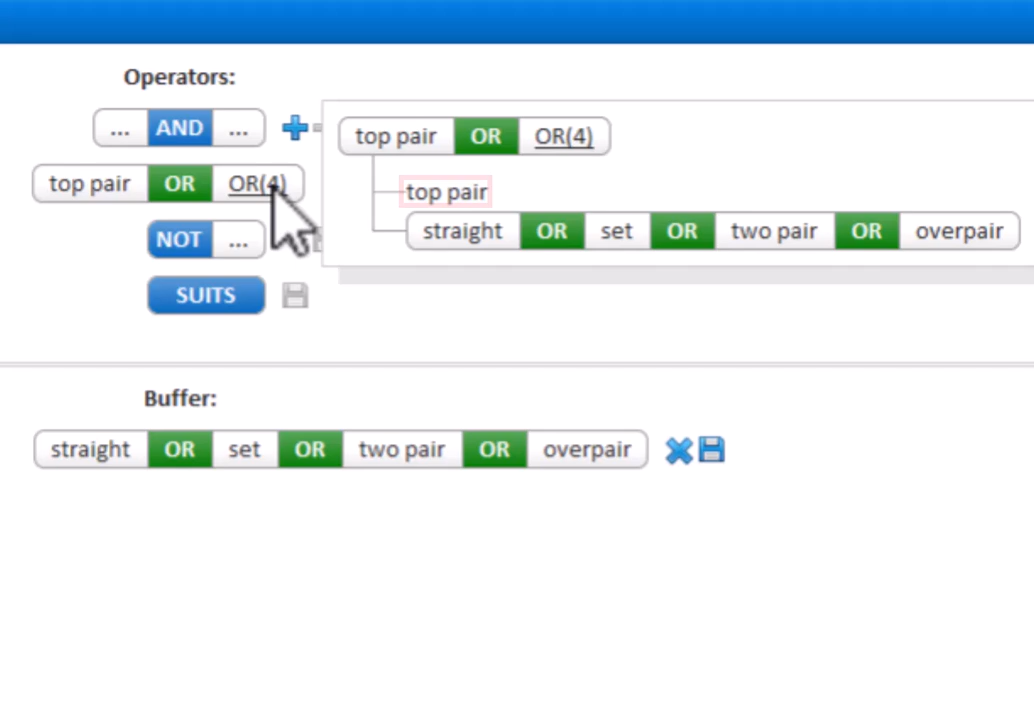 Operators:
... AND ...
top pair OR OR(4)
top pair OR OR(4)
top pair
straight OR set OR two pair OR overpair
NOT ...
SUITS
Buffer:
straight OR set OR two pair OR overpair